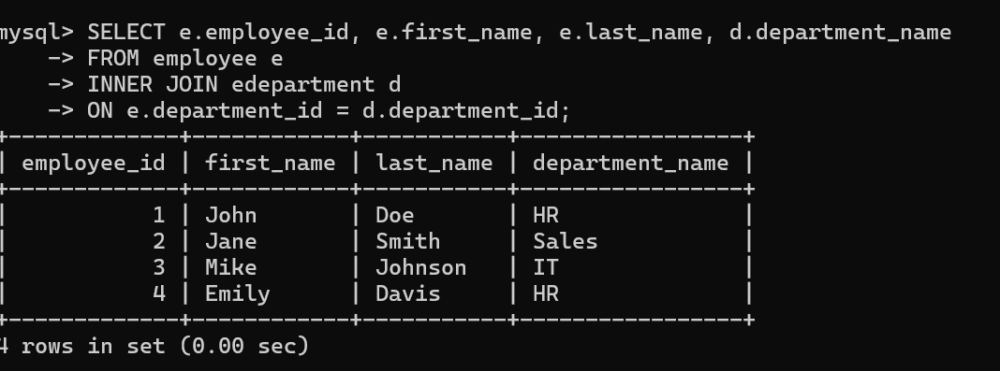 mysql> SELECT e.employee_id, e.first_name, e.last_name, d.department_name
    -> FROM employee e
    -> INNER JOIN edepartment d
    -> ON e.department_id = d.department_id;
+-------------+------------+-----------+-----------------+
| employee_id | first_name | last_name | department_name |
+-------------+------------+-----------+-----------------+
|           1 | John       | Doe       | HR              |
|           2 | Jane       | Smith     | Sales           |
|           3 | Mike       | Johnson   | IT              |
|           4 | Emily      | Davis     | HR              |
+-------------+------------+-----------+-----------------+
4 rows in set (0.00 sec)